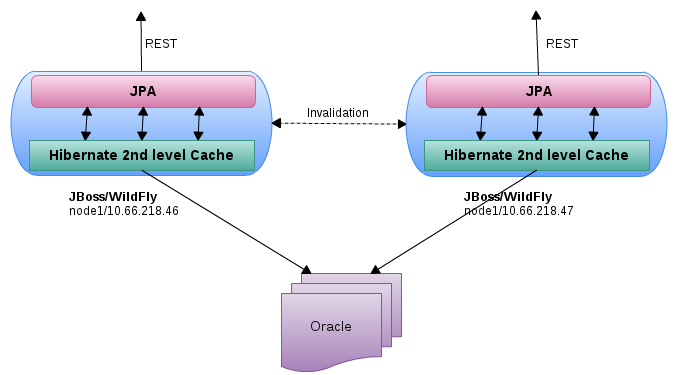 REST
REST
JPA
JPA
Invalidation
Hibernate 2nd level Cache
Hibernate 2nd level Cache
JBoss/WildFly
node1/10.66.218.46
JBoss/WildFly
node1/10.66.218.47
Oracle